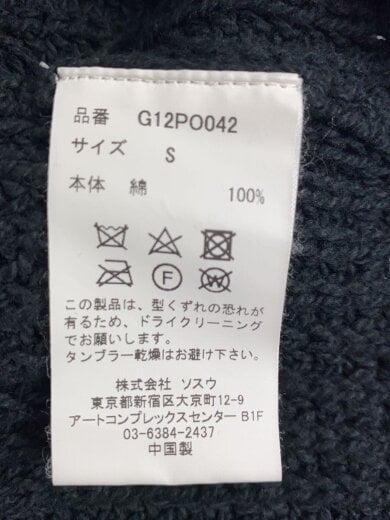 品番 G12PO042
サイズ S
本体 綿 100%
F W
この製品は、型くずれの恐れが
有るため、ドライクリーニング
でお願いします。
タンブラー乾燥はお避け下さい。
株式会社 ソスウ
東京都新宿区大京町12-9
アートコンプレックスセンター B1F
03-6384-2437
中国製